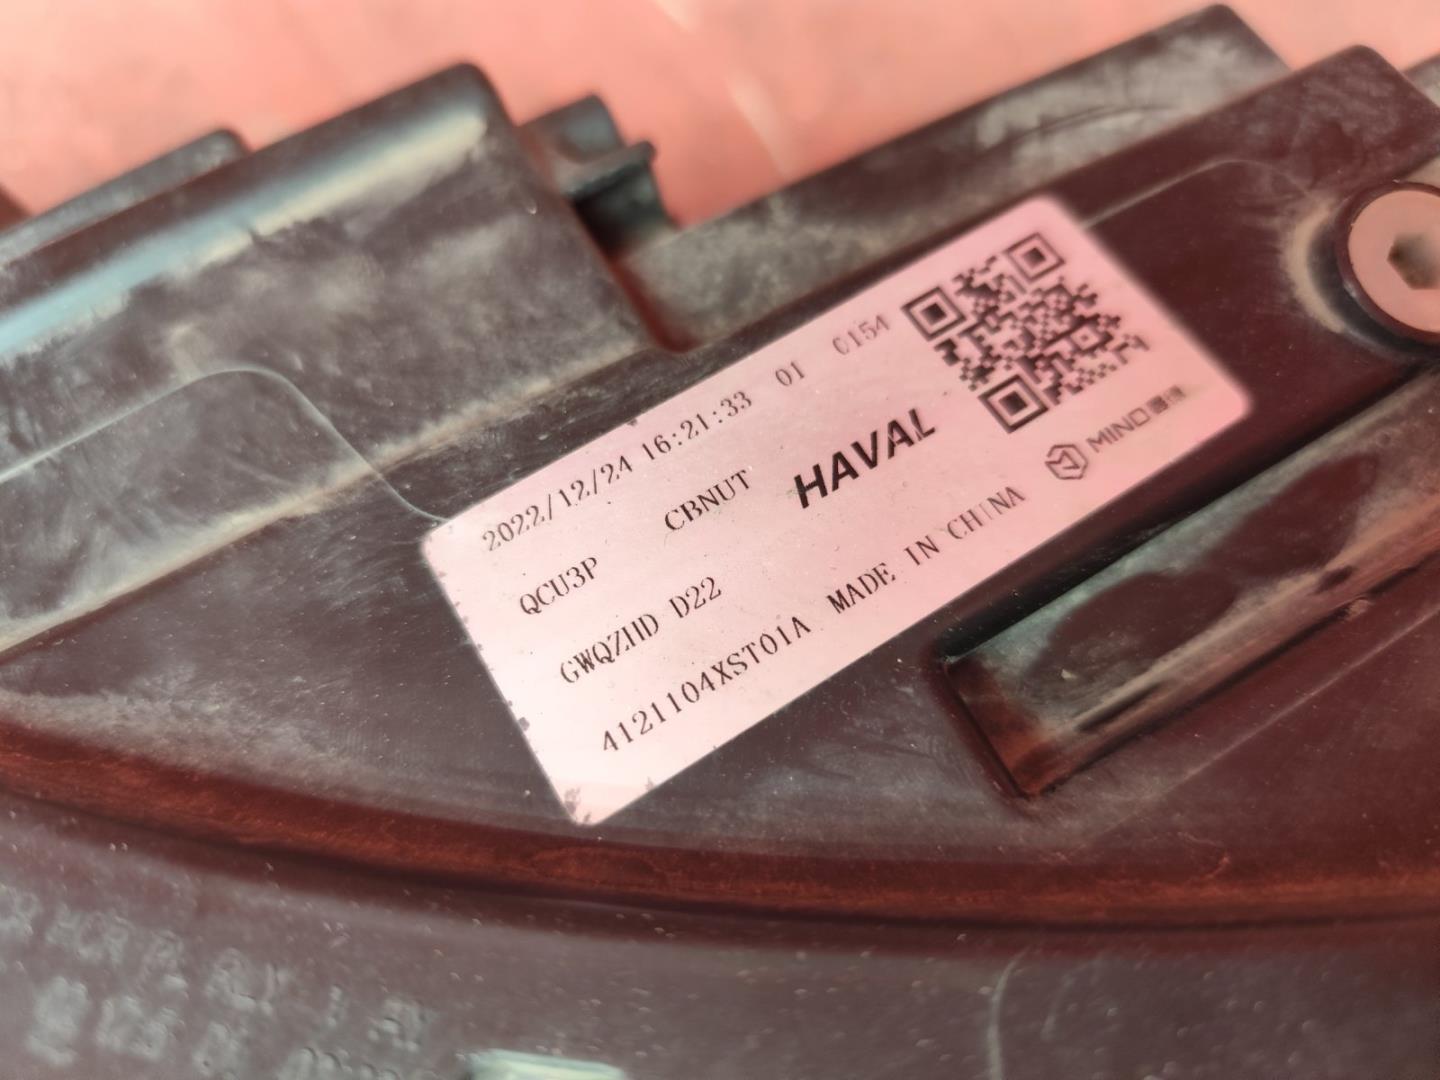 2022/12/24 16:21:33 01 0154
QCU3P CBNUT HAVAL
GWQZHD D22
4121104XST01A MADE IN CHINA
MIND